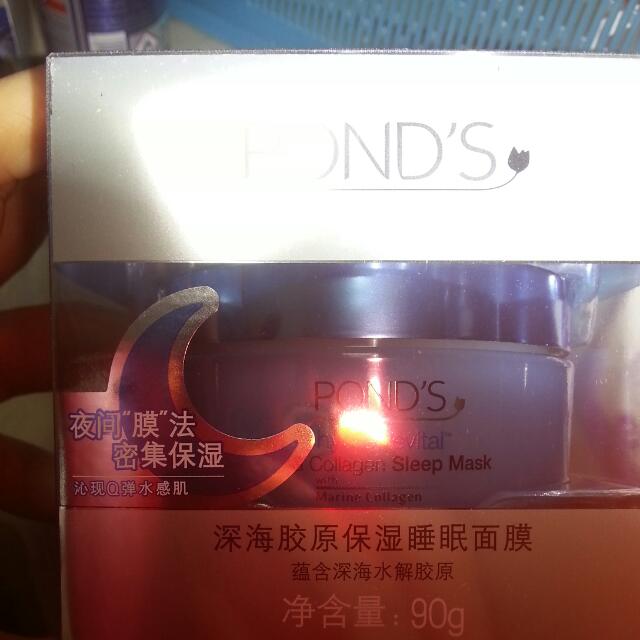 POND'S
POND'S
Collagen Sleep Mask
with
Marine Collagen
夜间"膜"法
密集保湿
沁现Q弹水感肌
深海胶原保湿睡眠面膜
蕴含深海水解胶原
净含量:90g